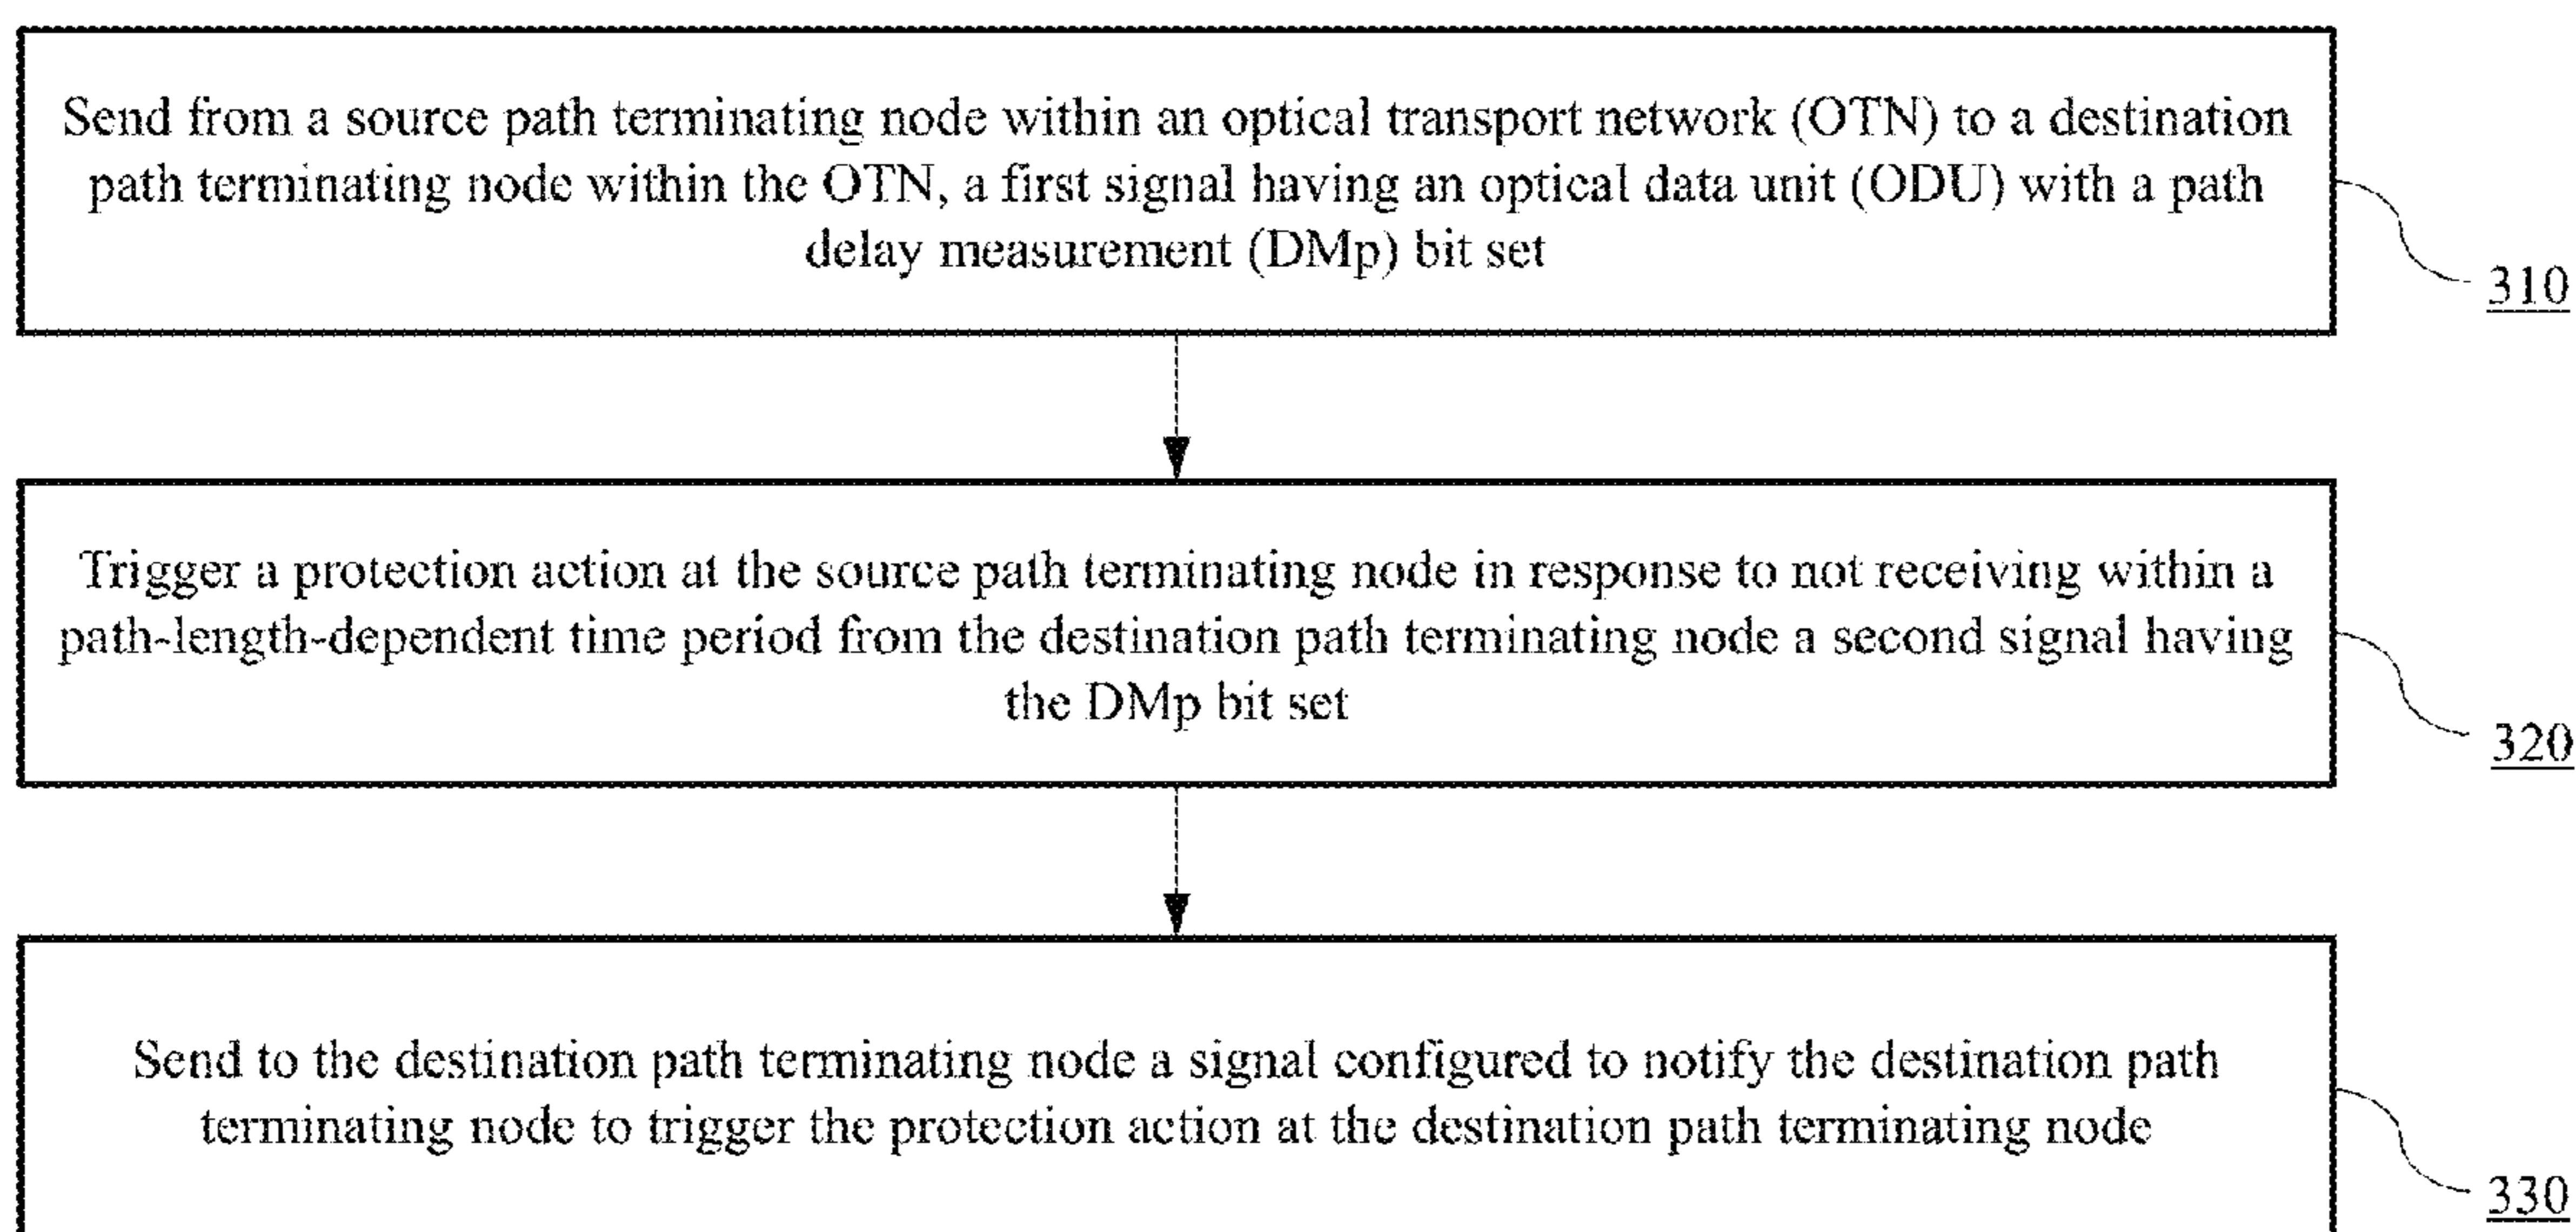 Send from a source path terminating node within an optical transport network (OTN) to a destination
path terminating node within the OTN, a first signal having an optical data unit (ODU) with a path
delay measurement (DMp) bit set
310
Trigger a protection action at the source path terminating node in response to not receiving within a
path-length-dependent time period from the destination path terminating node a second signal having
the DMp bit set
320
Send to the destination path terminating node a signal configured to notify the destination path
terminating node to trigger the protection action at the destination path terminating node
330